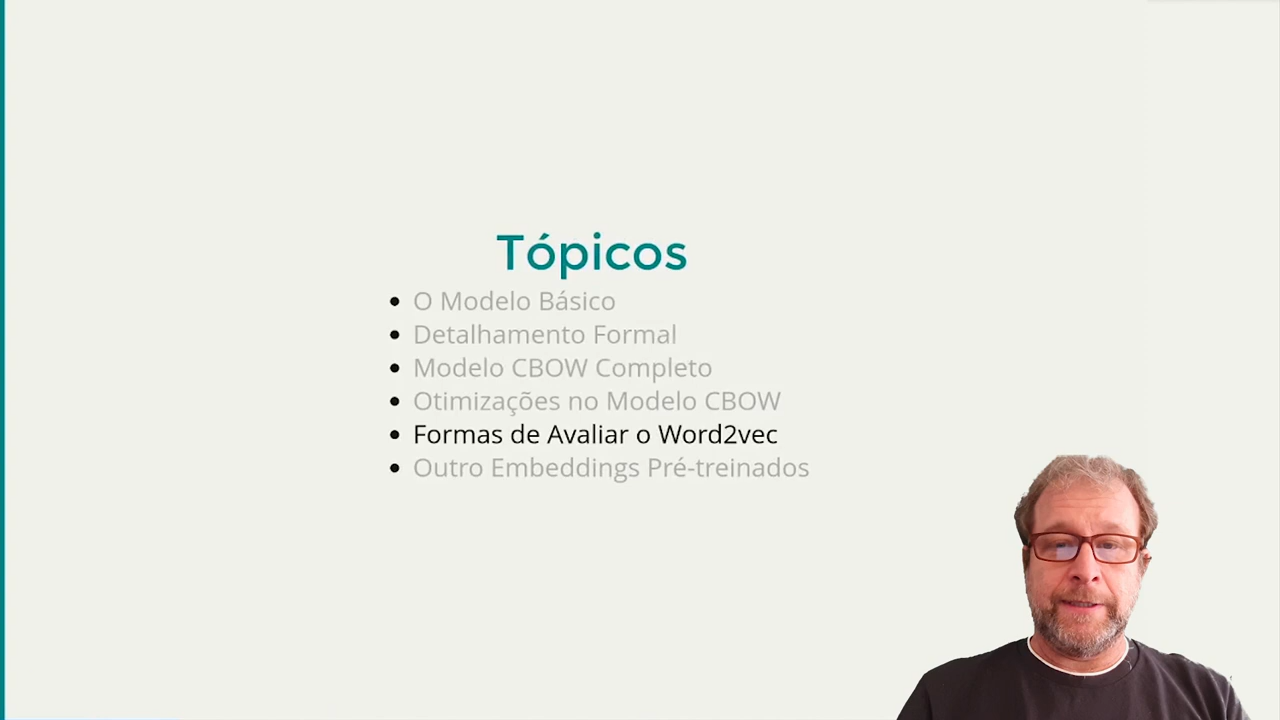 Tópicos
O Modelo Básico
Detalhamento Formal
Modelo CBOW Completo
Otimizações no Modelo CBOW
Formas de Avaliar o Word2vec
Outro Embeddings Pré-treinados